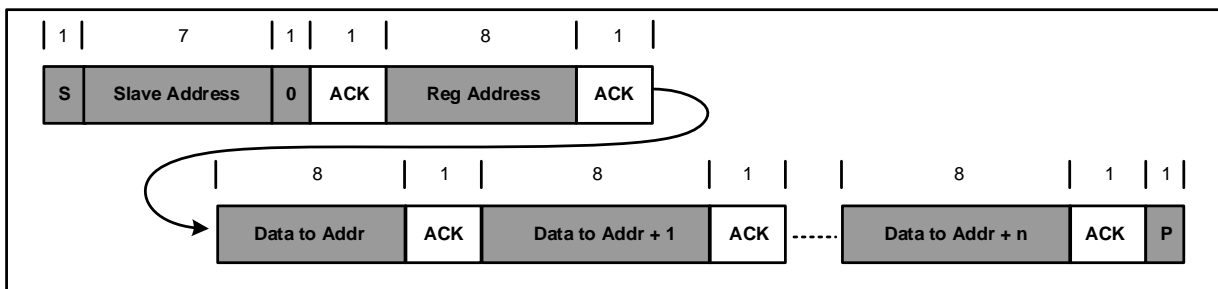 1 7 1 1 8 1
S Slave Address 0 ACK Reg Address ACK
8 1 8 1 8 1 1
Data to Addr ACK Data to Addr + 1 ACK Data to Addr + n ACK P